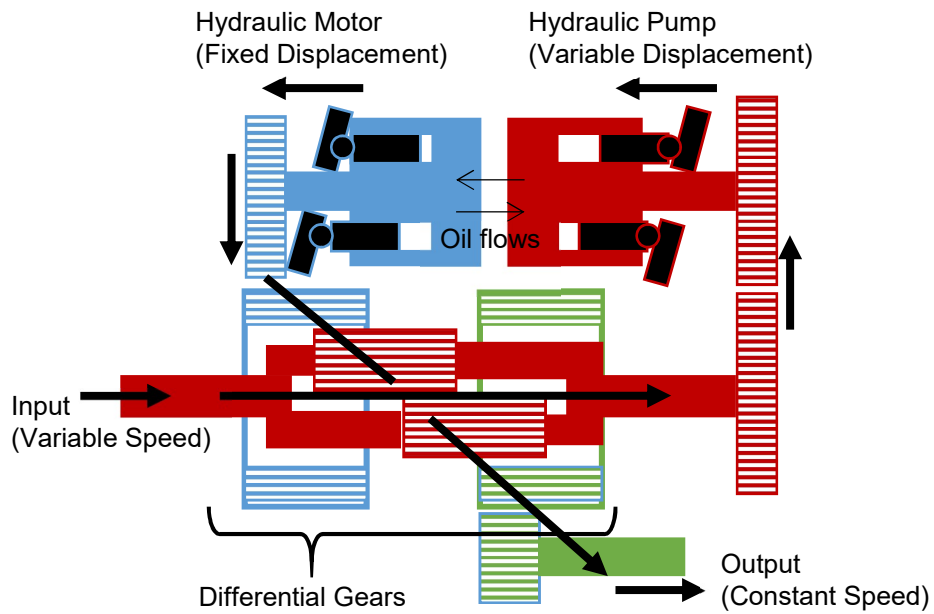 Hydraulic Motor
(Fixed Displacement)
Hydraulic Pump
(Variable Displacement)
Oil flows
Input
(Variable Speed)
Differential Gears
Output
(Constant Speed)